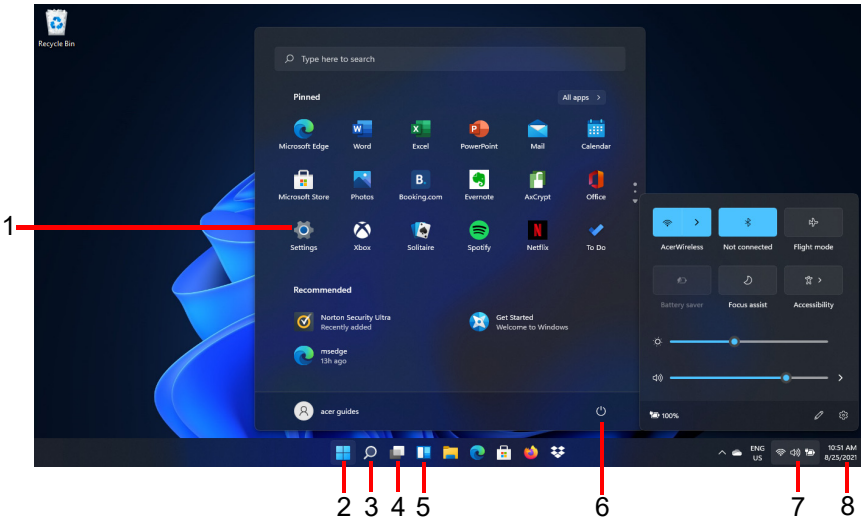 Recycle Bin
Type here to search
Pinned
All apps >
Microsoft Edge Word Excel PowerPoint Mail Calendar
Microsoft Store Photos Booking.com Evernote AxCrypt Office
1
Settings Xbox Solitaire Spotify Netflix To Do
AcerWireless Not connected Flight mode
Battery saver Focus assist Accessibility
Recommended
Norton Security Ultra
Recently added
Get Started
Welcome to Windows
msedge
13h ago
acer guides
100%
ENG
US
10:51 AM
8/25/2021
2 3 4 5 6 7 8